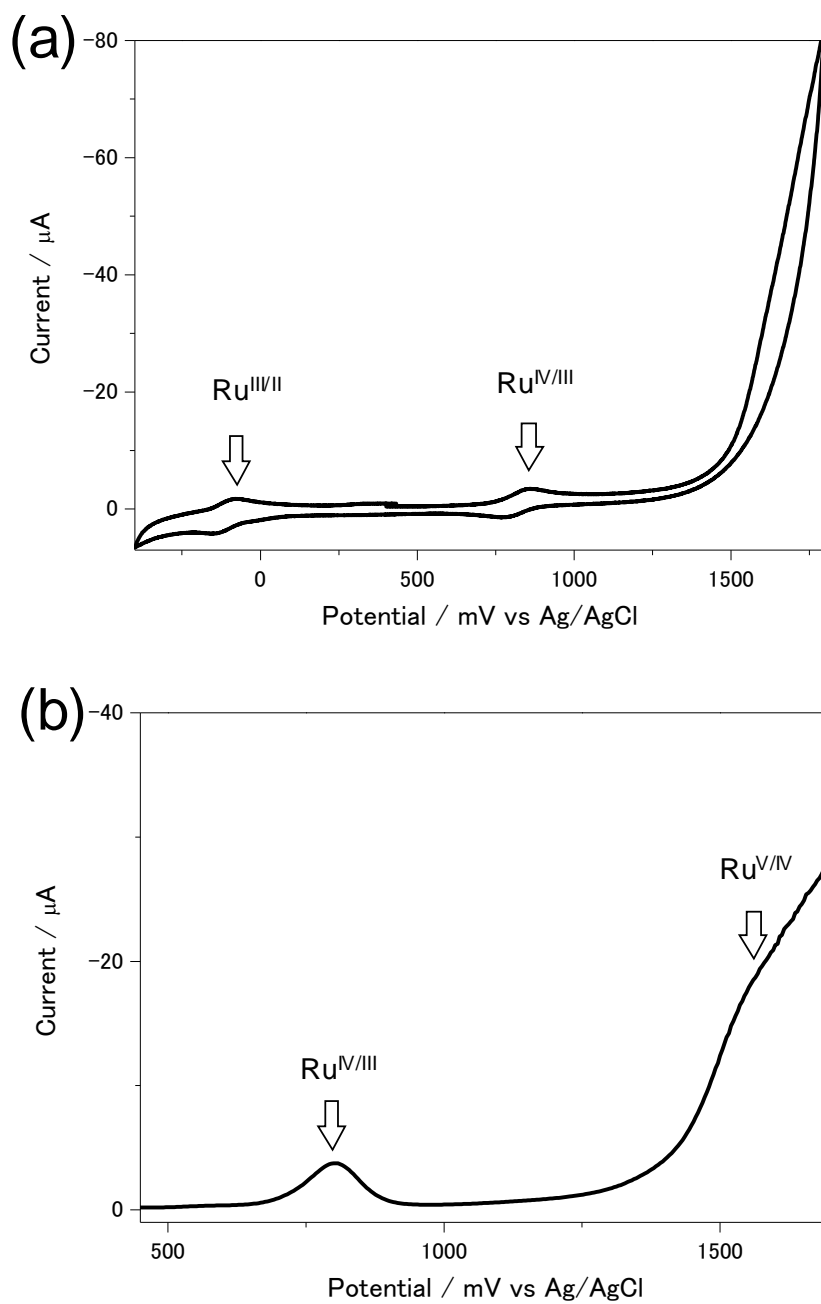 (a)
-80
-60
-40
-20
0
Current / μA
Ru^III/II
Ru^IV/III
0
500
1000
1500
Potential / mV vs Ag/AgCl
(b)
-40
-20
0
Current / μA
Ru^V/IV
Ru^IV/III
500
1000
1500
Potential / mV vs Ag/AgCl